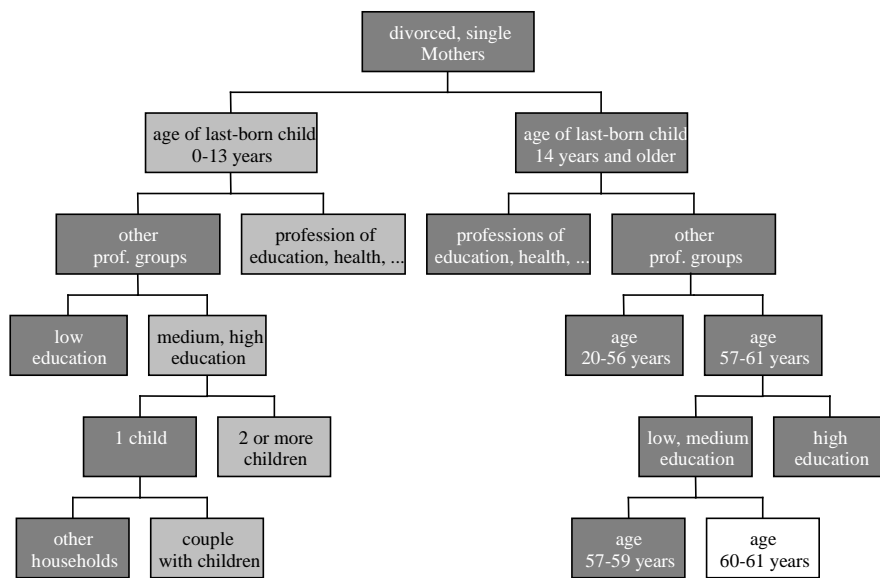 divorced, single
Mothers
age of last-born child
0-13 years
age of last-born child
14 years and older
other
prof. groups
profession of
education, health, ...
professions of
education, health, ...
other
prof. groups
low
education
medium, high
education
age
20-56 years
age
57-61 years
1 child
2 or more
children
low, medium
education
high
education
other
households
couple
with children
age
57-59 years
age
60-61 years